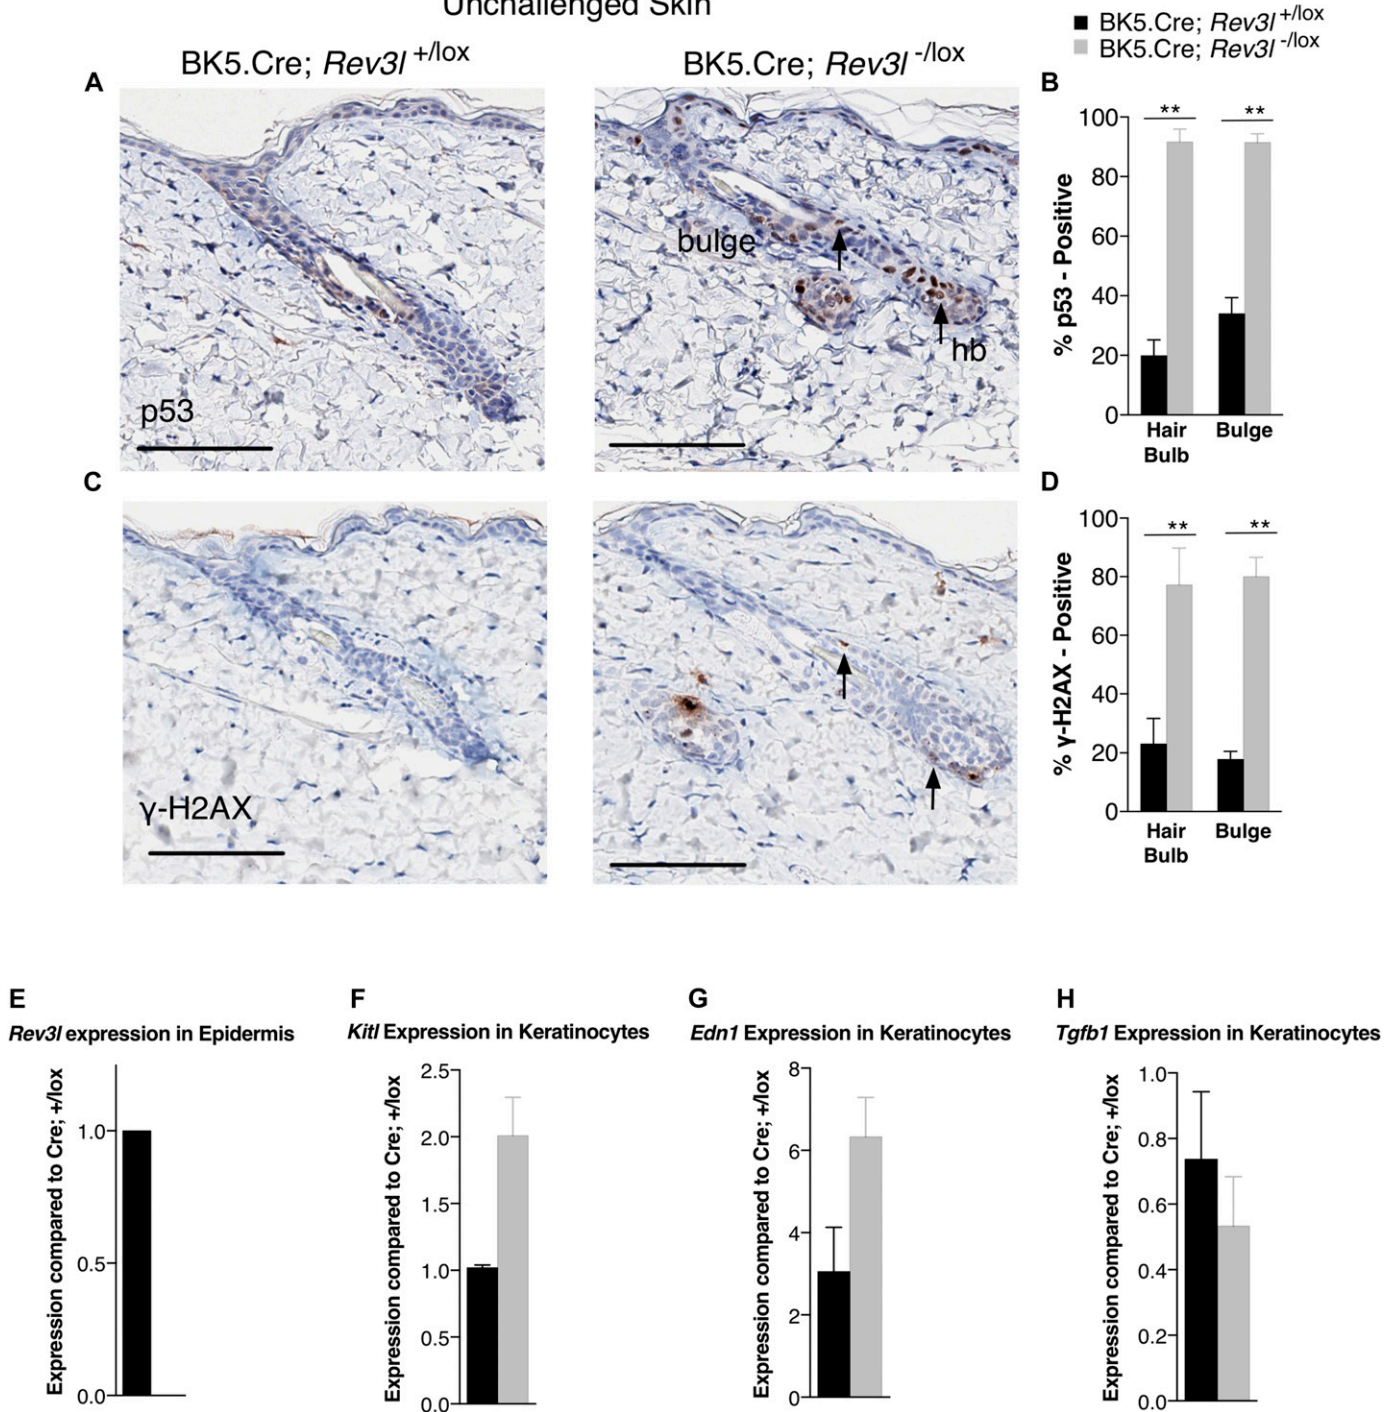 Unchallenged Skin
BK5.Cre; Rev3l +/lox
BK5.Cre; Rev3l -/lox
BK5.Cre; Rev3l +/lox
BK5.Cre; Rev3l -/lox
A
p53
bulge
hb
B
% p53 - Positive
100
80
60
40
20
0
** **
Hair Bulge
Bulb
C
γ-H2AX
D
% γ-H2AX - Positive
100
80
60
40
20
0
** **
Hair Bulge
Bulb
E
Rev3l expression in Epidermis
Expression compared to Cre; +/lox
1.0
0.5
0.0
F
Kitl Expression in Keratinocytes
Expression compared to Cre; +/lox
2.5
2.0
1.5
1.0
0.5
0.0
G
Edn1 Expression in Keratinocytes
Expression compared to Cre; +/lox
8
6
4
2
0
H
Tgfb1 Expression in Keratinocytes
Expression compared to Cre; +/lox
1.0
0.8
0.6
0.4
0.2
0.0